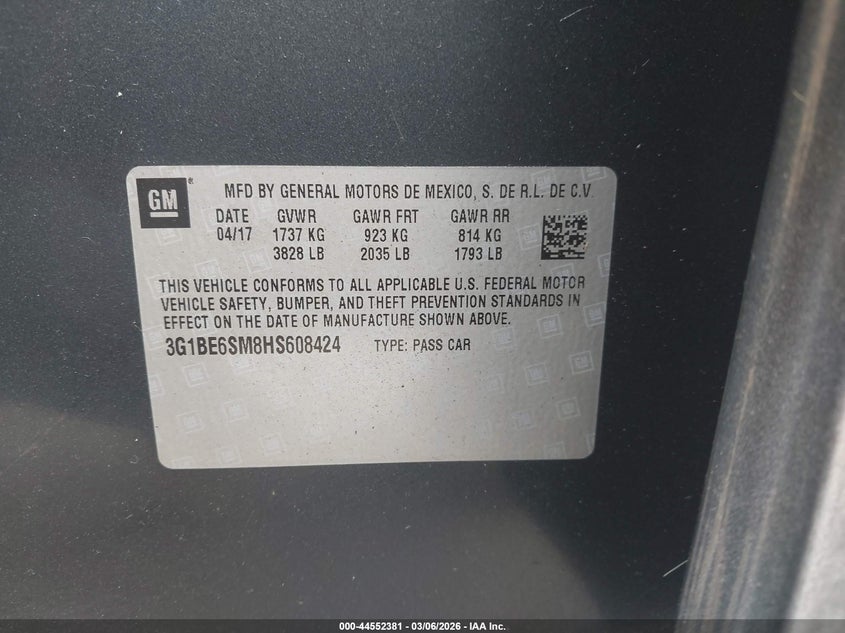 GM
MFD BY GENERAL MOTORS DE MEXICO, S. DE R.L. DE C.V.
DATE GVWR GAWR FRT GAWR RR
04/17 1737 KG 923 KG 814 KG
3828 LB 2035 LB 1793 LB
THIS VEHICLE CONFORMS TO ALL APPLICABLE U.S. FEDERAL MOTOR
VEHICLE SAFETY, BUMPER, AND THEFT PREVENTION STANDARDS IN
EFFECT ON THE DATE OF MANUFACTURE SHOWN ABOVE.
3G1BE6SM8HS608424 TYPE: PASS CAR
000-44552381 - 03/06/2026 - IAA Inc.